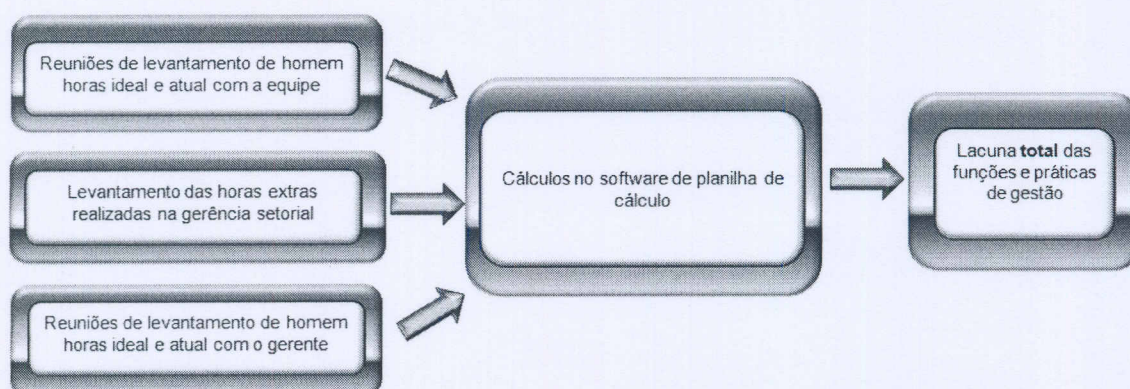 Reuniões de levantamento de homem
horas ideal e atual com a equipe
Levantamento das horas extras
realizadas na gerência setorial
Reuniões de levantamento de homem
horas ideal e atual com o gerente
Cálculos no software de planilha de
cálculo
Lacuna total das
funções e práticas
de gestão